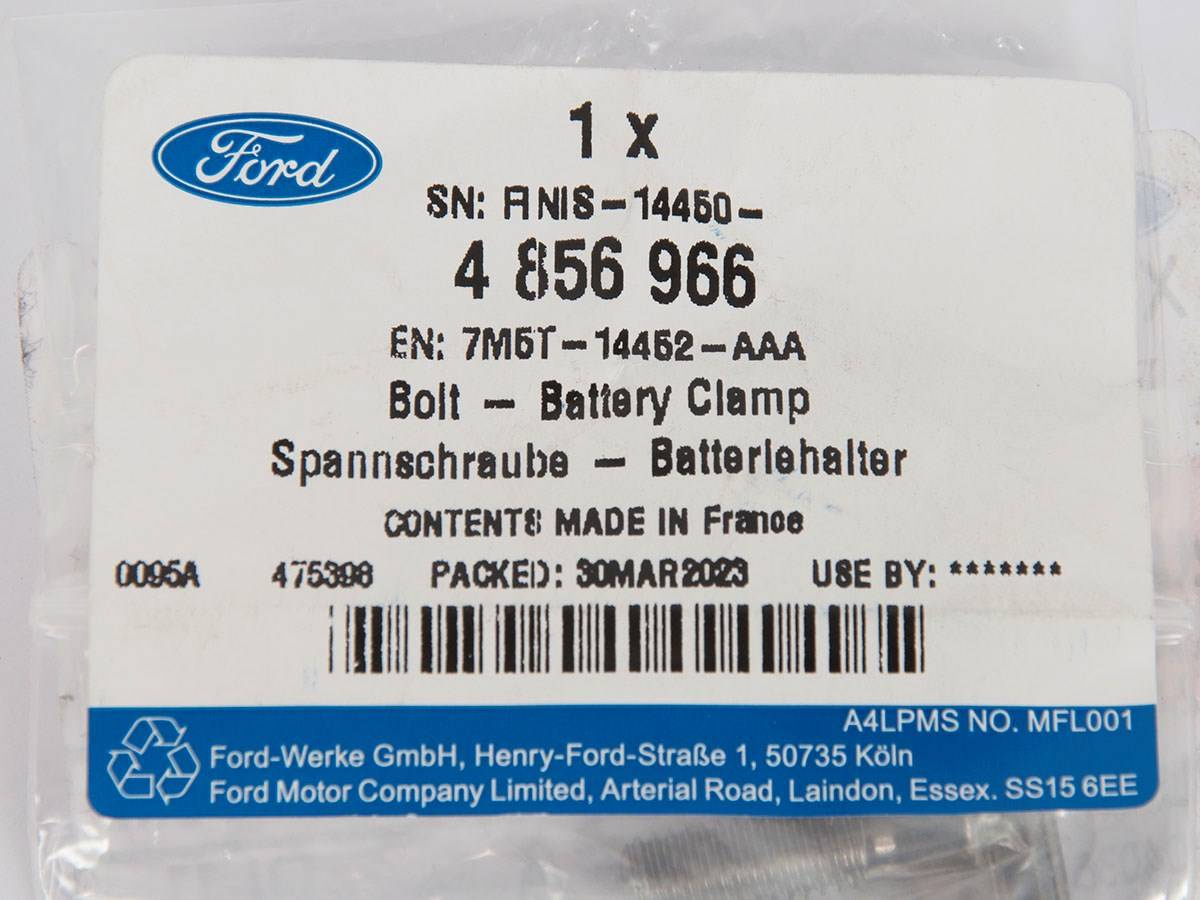 Ford
1 x
SN: FINIS-14450-
4 856 966
EN: 7M5T-14452-AAA
Bolt - Battery Clamp
Spannschraube - Batteriehalter
CONTENTS MADE IN France
0095A 475398 PACKED: 30MAR2023 USE BY: *******
A4LPMS NO. MFL001
Ford-Werke GmbH, Henry-Ford-Straße 1, 50735 Köln
Ford Motor Company Limited, Arterial Road, Laindon, Essex. SS15 6EE